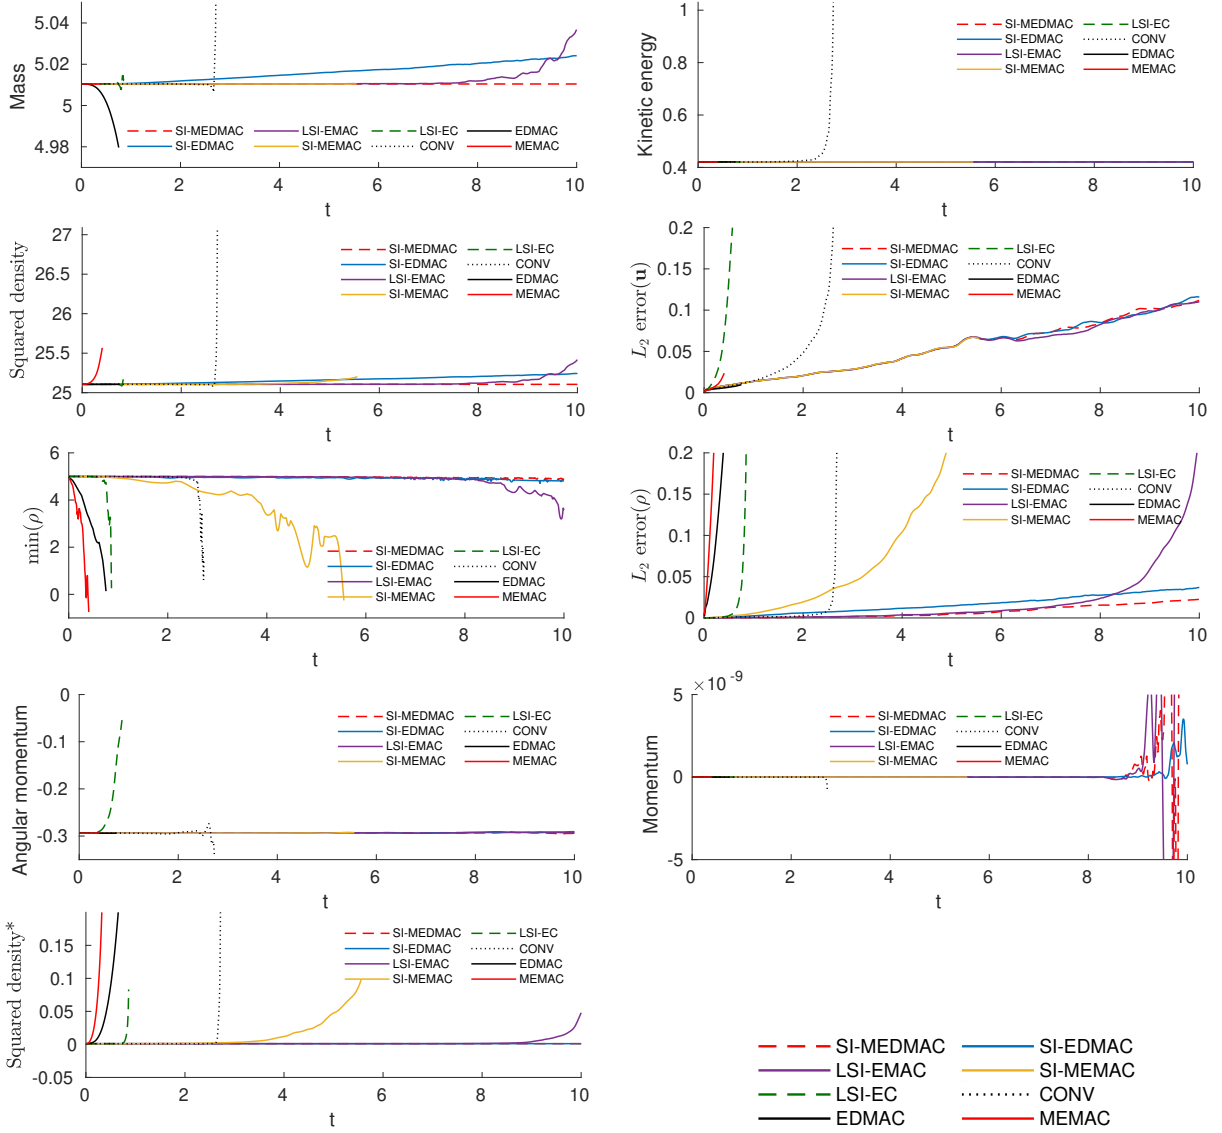 5.04
5.02
5
4.98
Mass
SI-MEDMAC LSI-EMAC LSI-EC EDMAC
SI-EDMAC SI-MEMAC CONV MEMAC
0 2 4 6 8 10
t
1
0.8
0.6
0.4
Kinetic energy
SI-MEDMAC LSI-EC
SI-EDMAC CONV
LSI-EMAC EDMAC
SI-MEMAC MEMAC
0 2 4 6 8 10
t
27
26.5
26
25.5
25
Squared density
SI-MEDMAC LSI-EC
SI-EDMAC CONV
LSI-EMAC EDMAC
SI-MEMAC MEMAC
0 2 4 6 8 10
t
0.2
0.15
0.1
0.05
0
L₂ error(u)
SI-MEDMAC LSI-EC
SI-EDMAC CONV
LSI-EMAC EDMAC
SI-MEMAC MEMAC
0 2 4 6 8 10
t
6
4
2
0
min(ρ)
SI-MEDMAC LSI-EC
SI-EDMAC CONV
LSI-EMAC EDMAC
SI-MEMAC MEMAC
0 2 4 6 8 10
t
0.2
0.15
0.1
0.05
0
L₂ error(ρ)
SI-MEDMAC LSI-EC
SI-EDMAC CONV
LSI-EMAC EDMAC
SI-MEMAC MEMAC
0 2 4 6 8 10
t
0
-0.1
-0.2
-0.3
Angular momentum
SI-MEDMAC LSI-EC
SI-EDMAC CONV
LSI-EMAC EDMAC
SI-MEMAC MEMAC
0 2 4 6 8 10
t
×10 -9
5
0
-5
Momentum
SI-MEDMAC LSI-EC
SI-EDMAC CONV
LSI-EMAC EDMAC
SI-MEMAC MEMAC
0 2 4 6 8 10
t
0.15
0.1
0.05
0
-0.05
Squared density*
SI-MEDMAC LSI-EC
SI-EDMAC CONV
LSI-EMAC EDMAC
SI-MEMAC MEMAC
0 2 4 6 8 10
t
SI-MEDMAC SI-EDMAC
LSI-EMAC SI-MEMAC
LSI-EC CONV
EDMAC MEMAC